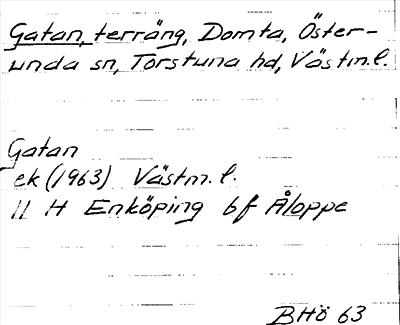 Gatan, terräng, Domta, Öster-
unda sn, Torstuna hd, Västm.l.
Gatan
ek (1963) Västm.l.
11 H Enköping bf Åloppe
BHö 63